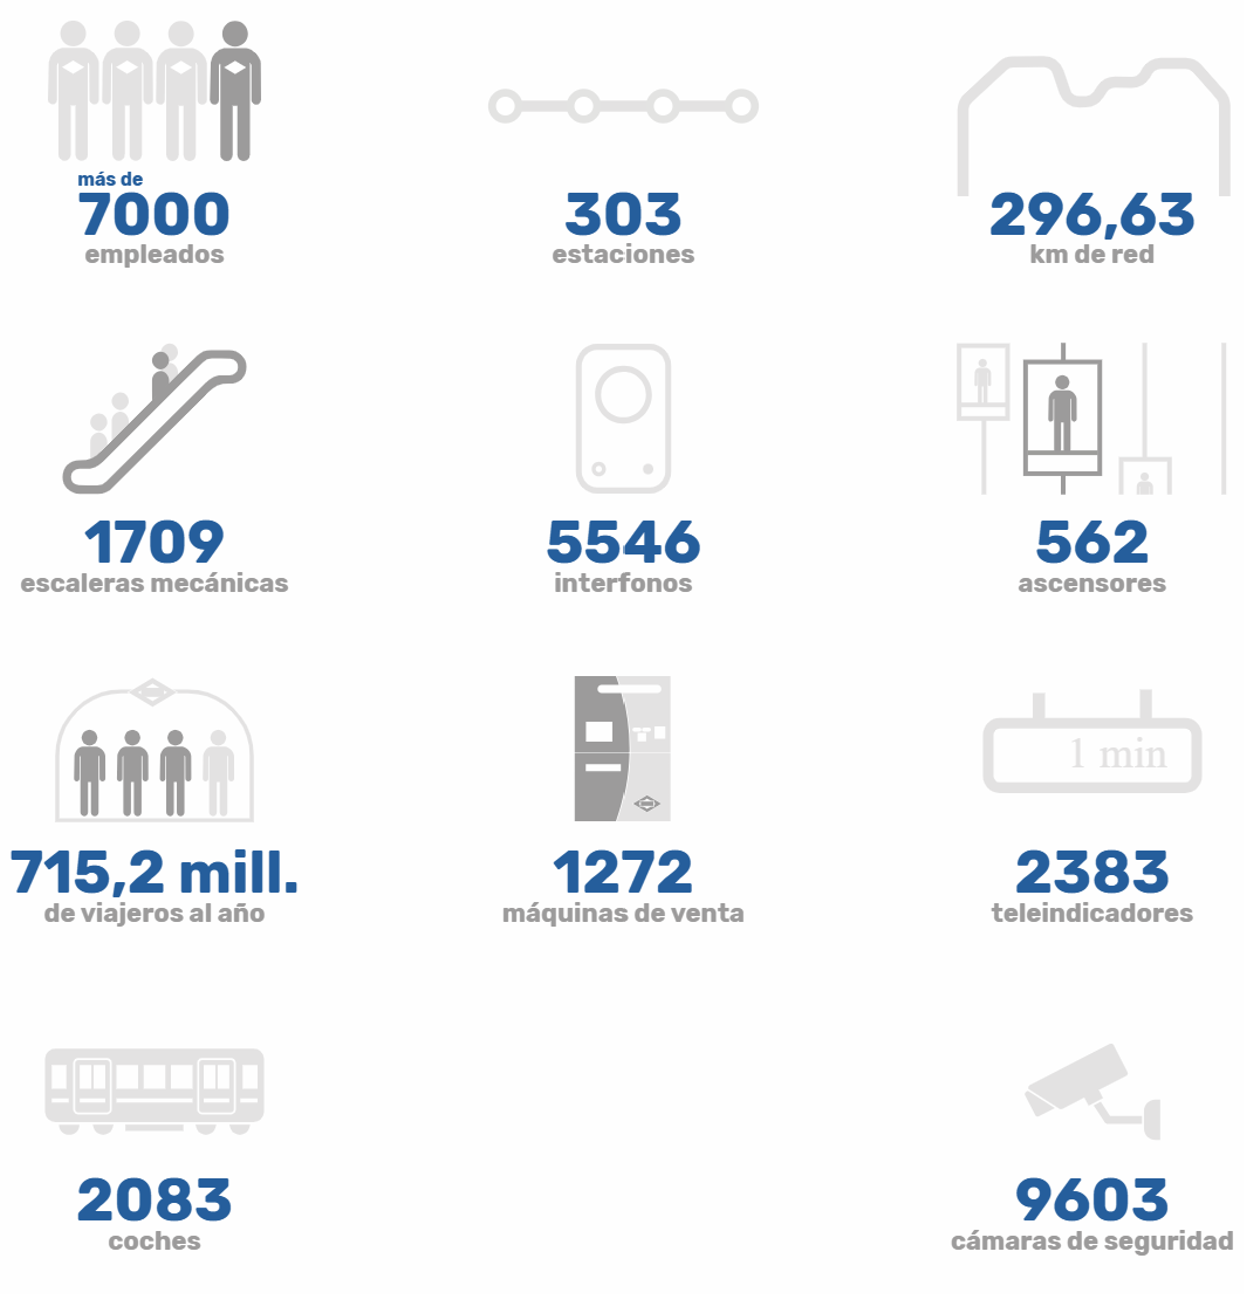 más de
7000
empleados
303
estaciones
296,63
km de red
1709
escaleras mecánicas
5546
interfonos
562
ascensores
715,2 mill.
de viajeros al año
1272
máquinas de venta
1 min
2383
teleindicadores
2083
coches
9603
cámaras de seguridad